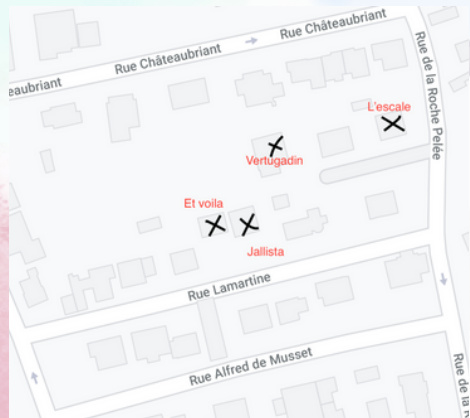 Rue Châteaubriant
Rue Châteaubriant
eaubriant
Rue de la Roche Pelée
L'escale
Vertugadin
Et voila
Jallista
Rue Lamartine
Rue Alfred de Musset
Rue de la R